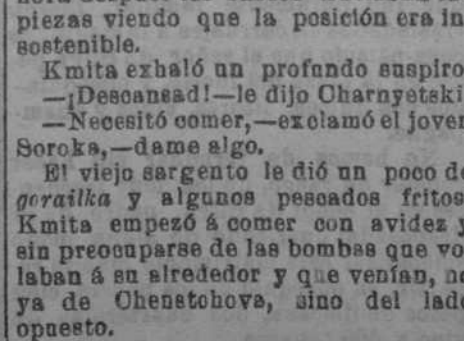 piezas viendo que la posición era in
sostenible.
Kmita exhaló un profundo suspiro
—¡Descansad!—le dijo Charnyetski
—Necesitó comer,—exclamó el joven
Soroka,—dame algo.
El viejo sargento le dió un poco de
gorailka y algunos pescados fritos
Kmita empezó á comer con avidez y
sin preocuparse de las bombas que vo
laban á su alrededor y que venían, no
ya de Chenstohova, sino del lado
opuesto.